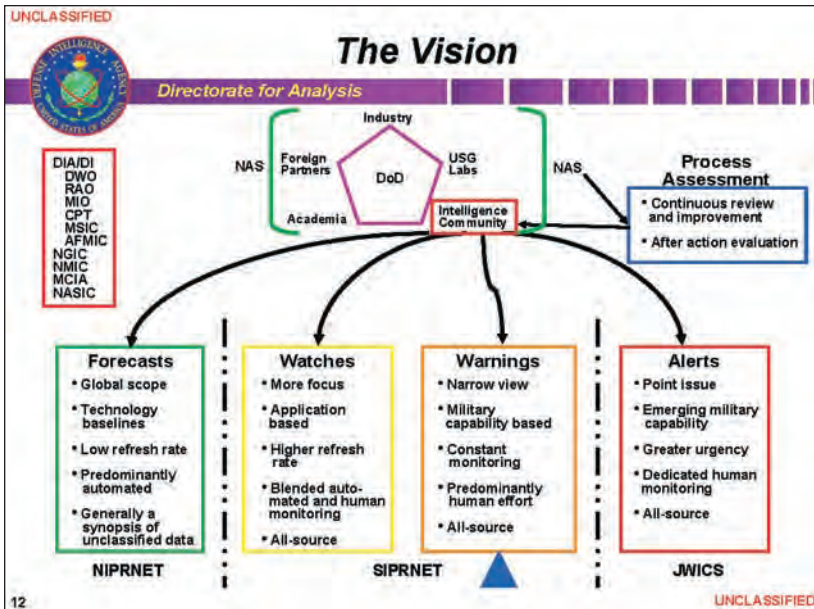 UNCLASSIFIED
The Vision
DEFENSE INTELLIGENCE AGENCY
UNITED STATES OF AMERICA
Directorate for Analysis
DIA/DI
DWO
RAO
MIO
CPT
MSIC
AFMIC
NGIC
NMIC
MCIA
NASIC
NAS
Industry
Foreign
Partners
DoD
USG
Labs
Academia
Intelligence
Community
NAS
Process
Assessment
• Continuous review
and improvement
• After action evaluation
Forecasts
• Global scope
• Technology
baselines
• Low refresh rate
• Predominantly
automated
• Generally a
synopsis of
unclassified data
Watches
• More focus
• Application
based
• Higher refresh
rate
• Blended auto-
mated and human
monitoring
• All-source
Warnings
• Narrow view
• Military
capability based
• Constant
monitoring
• Predominantly
human effort
• All-source
Alerts
• Point issue
• Emerging military
capability
• Greater urgency
• Dedicated human
monitoring
• All-source
NIPRNET
SIPRNET
JWICS
12
UNCLASSIFIED